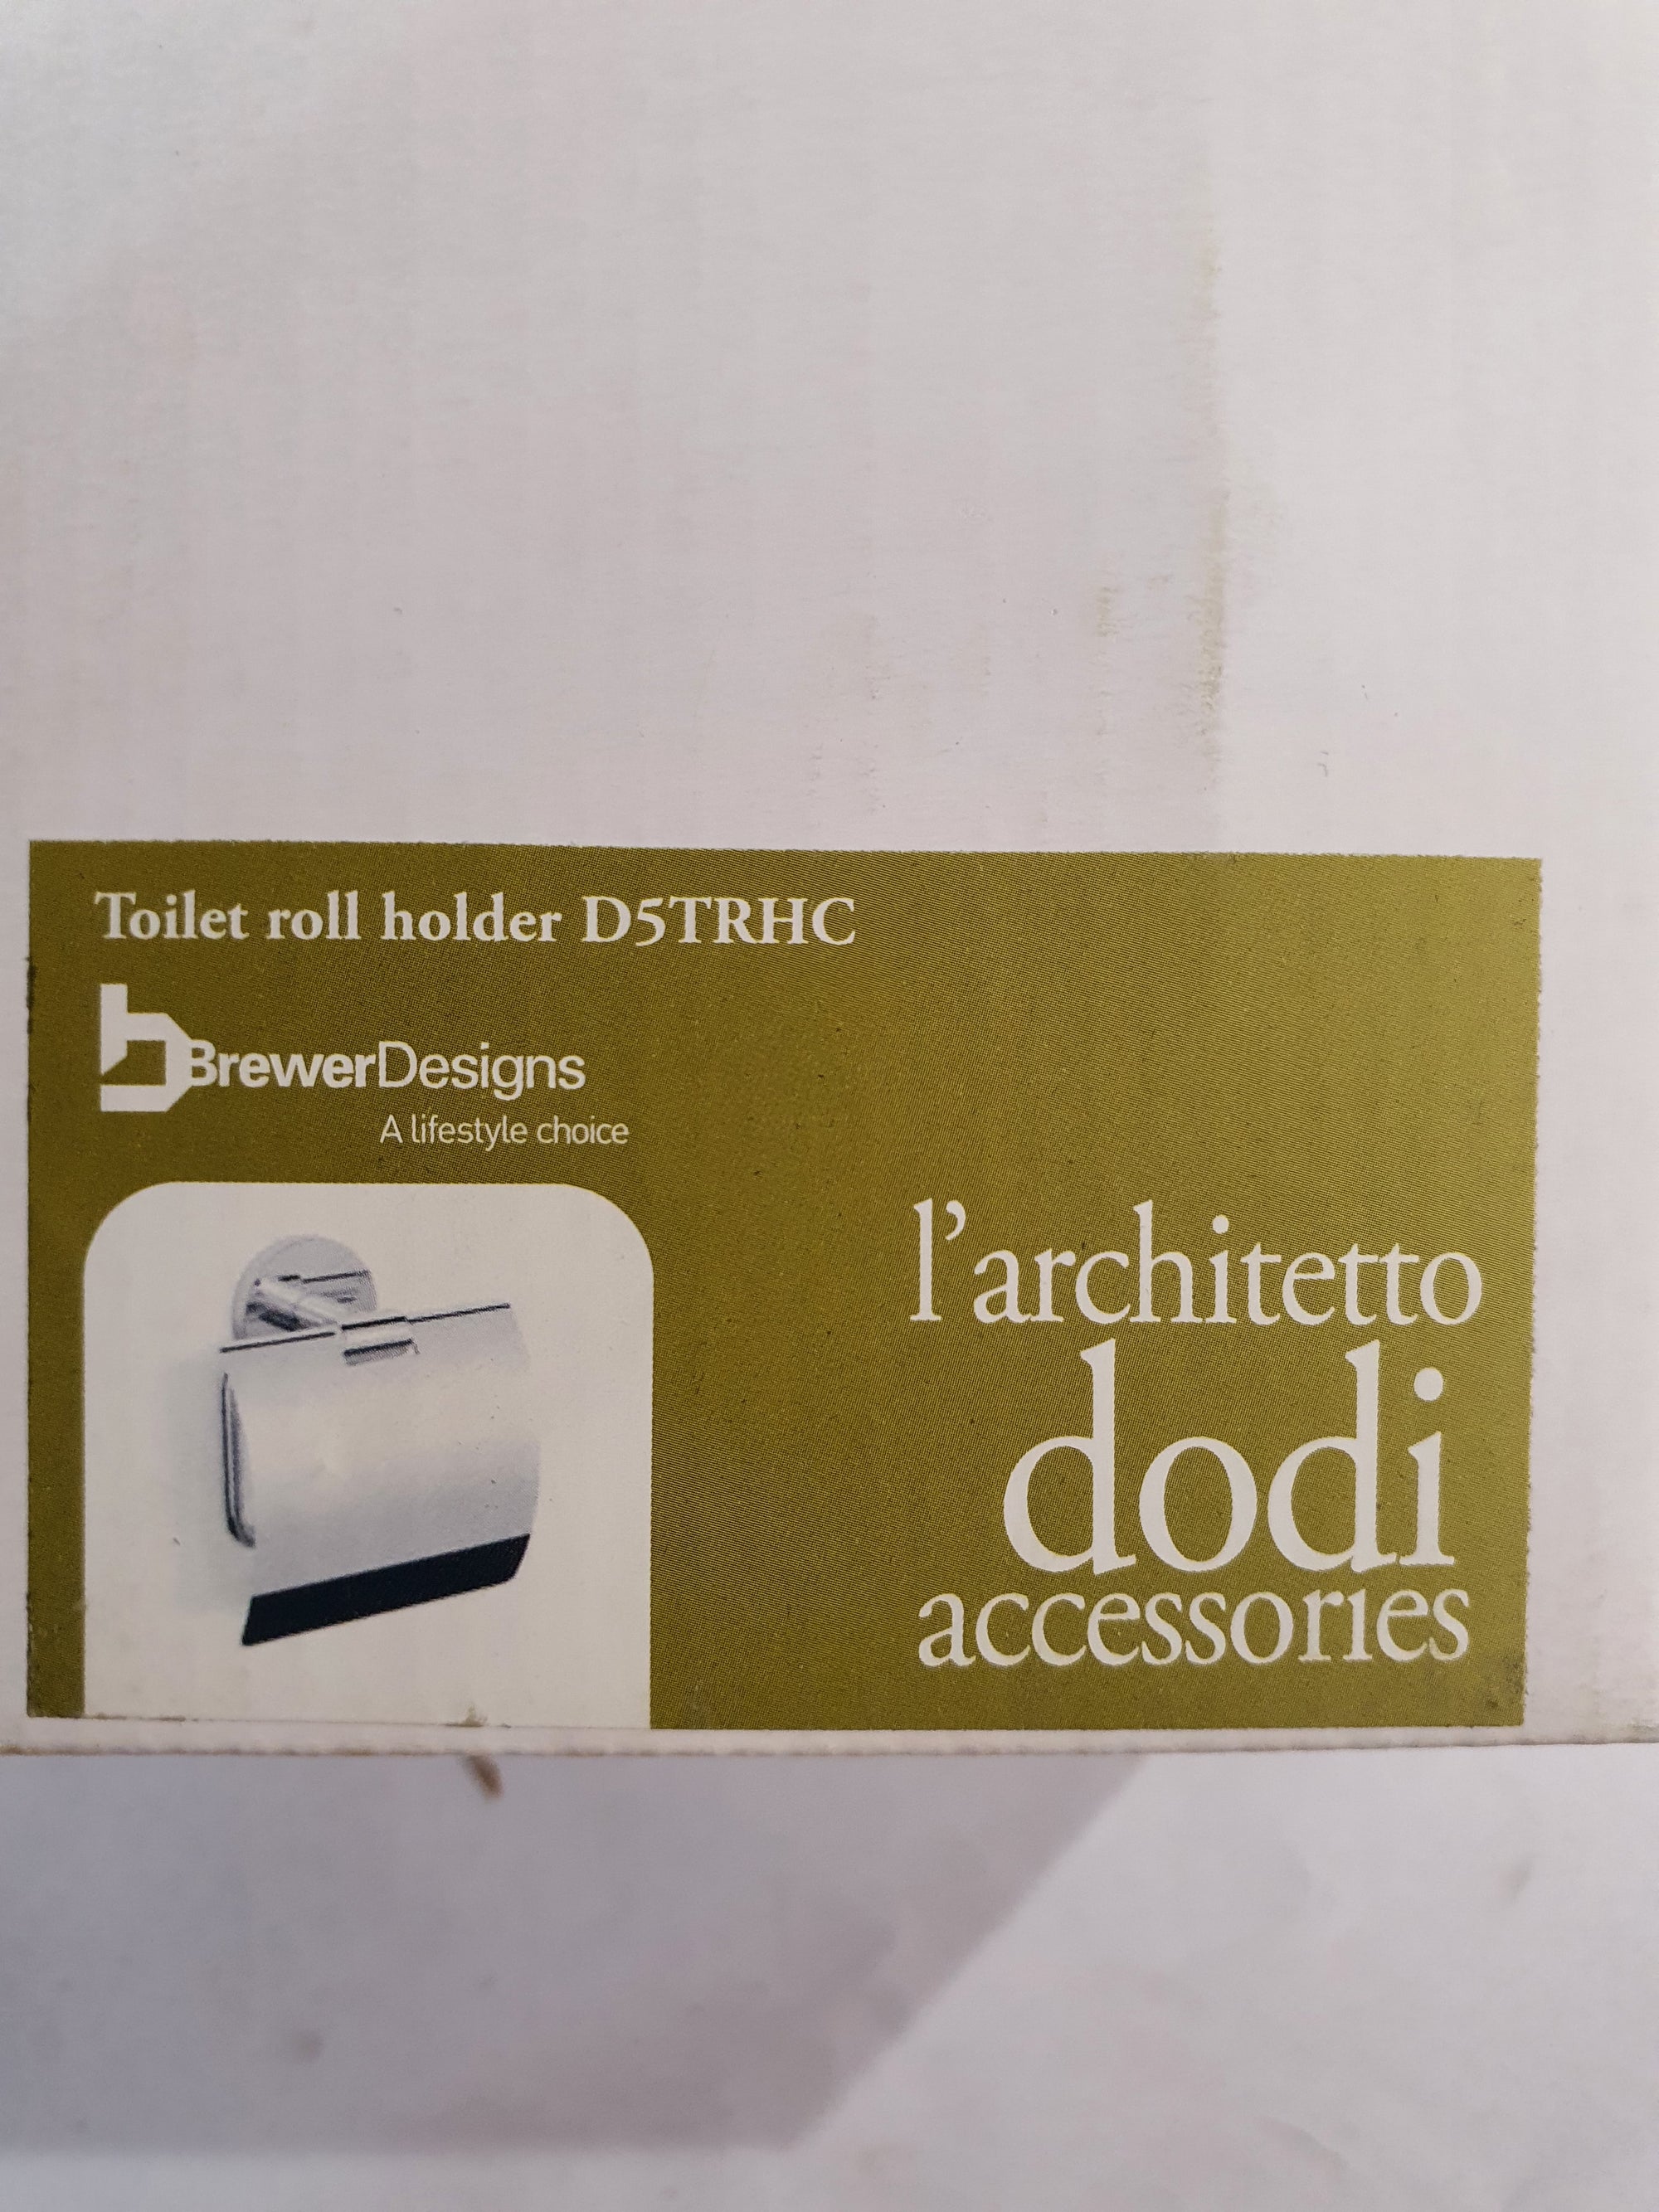 Toilet roll holder D5TRHC
BrewerDesigns
A lifestyle choice
l'architetto
dodi
accessories